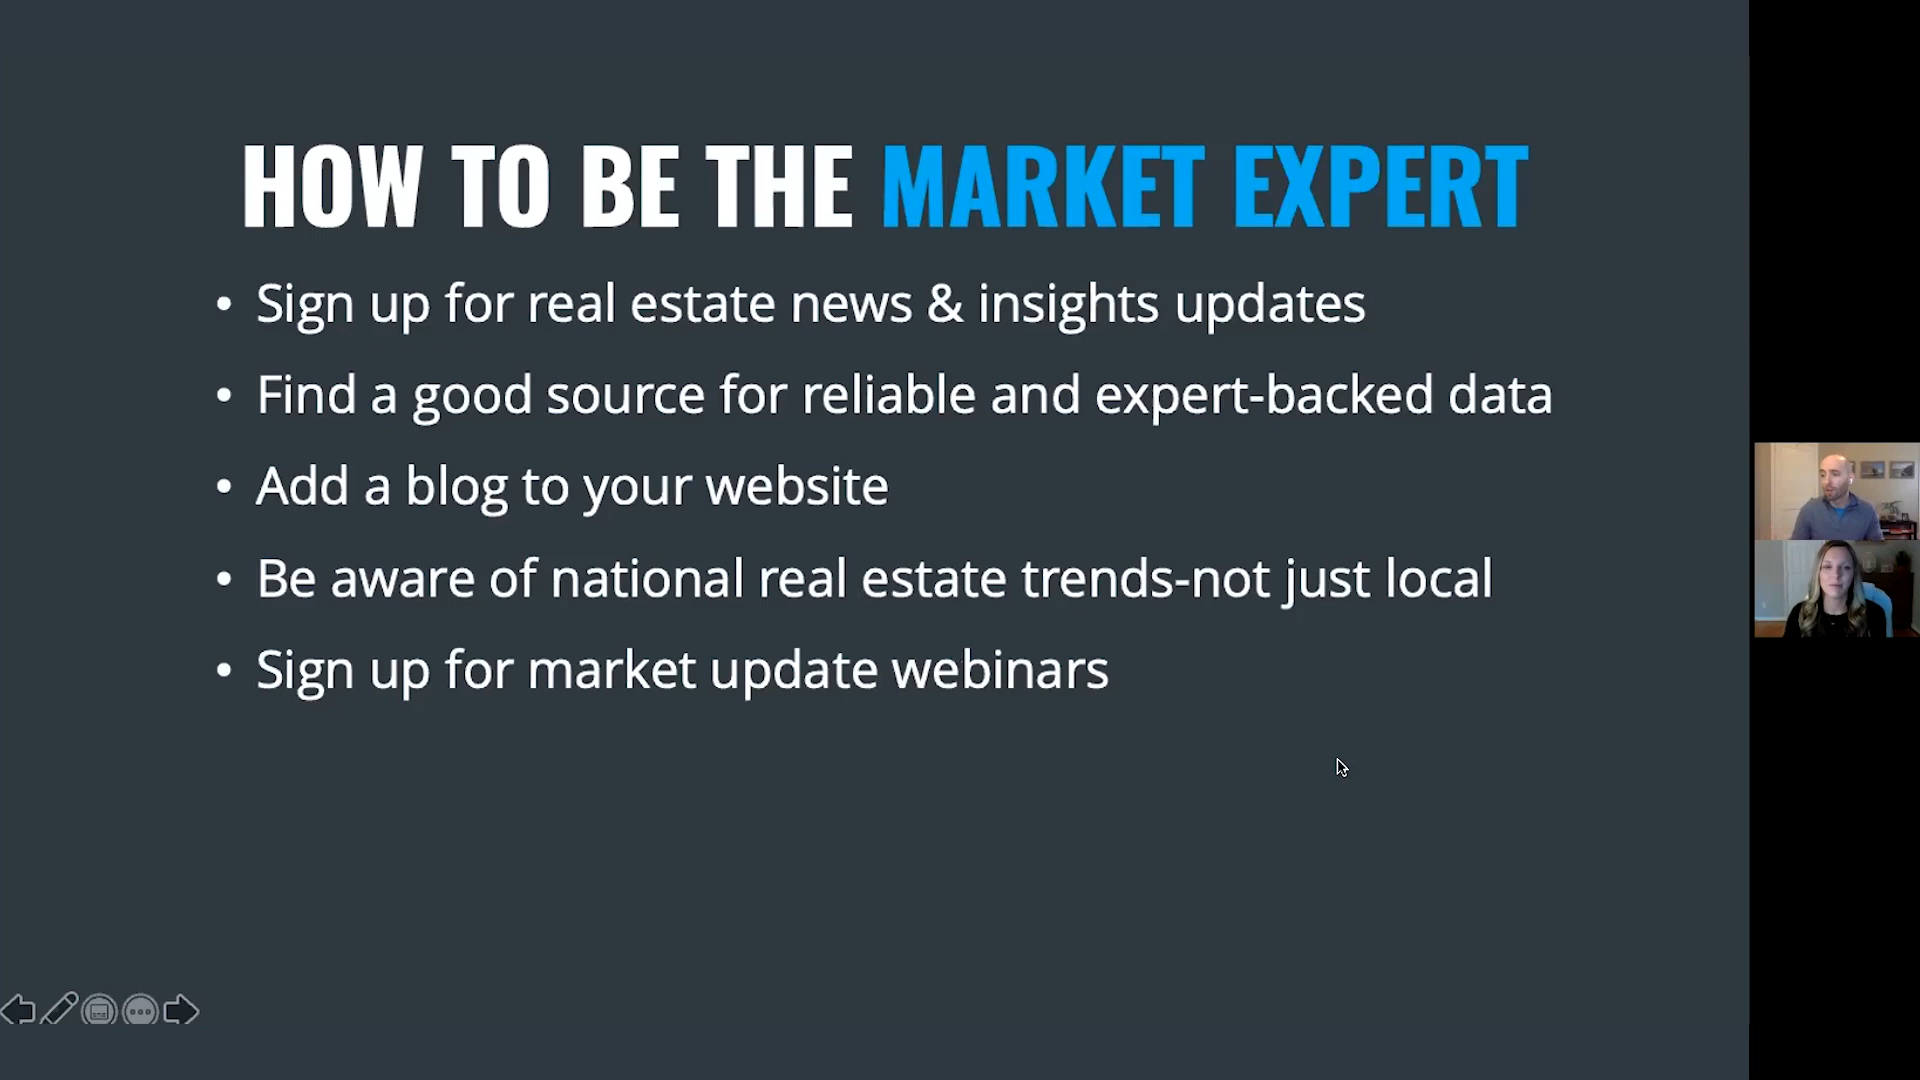 HOW TO BE THE MARKET EXPERT
• Sign up for real estate news & insights updates
• Find a good source for reliable and expert-backed data
• Add a blog to your website
• Be aware of national real estate trends-not just local
• Sign up for market update webinars